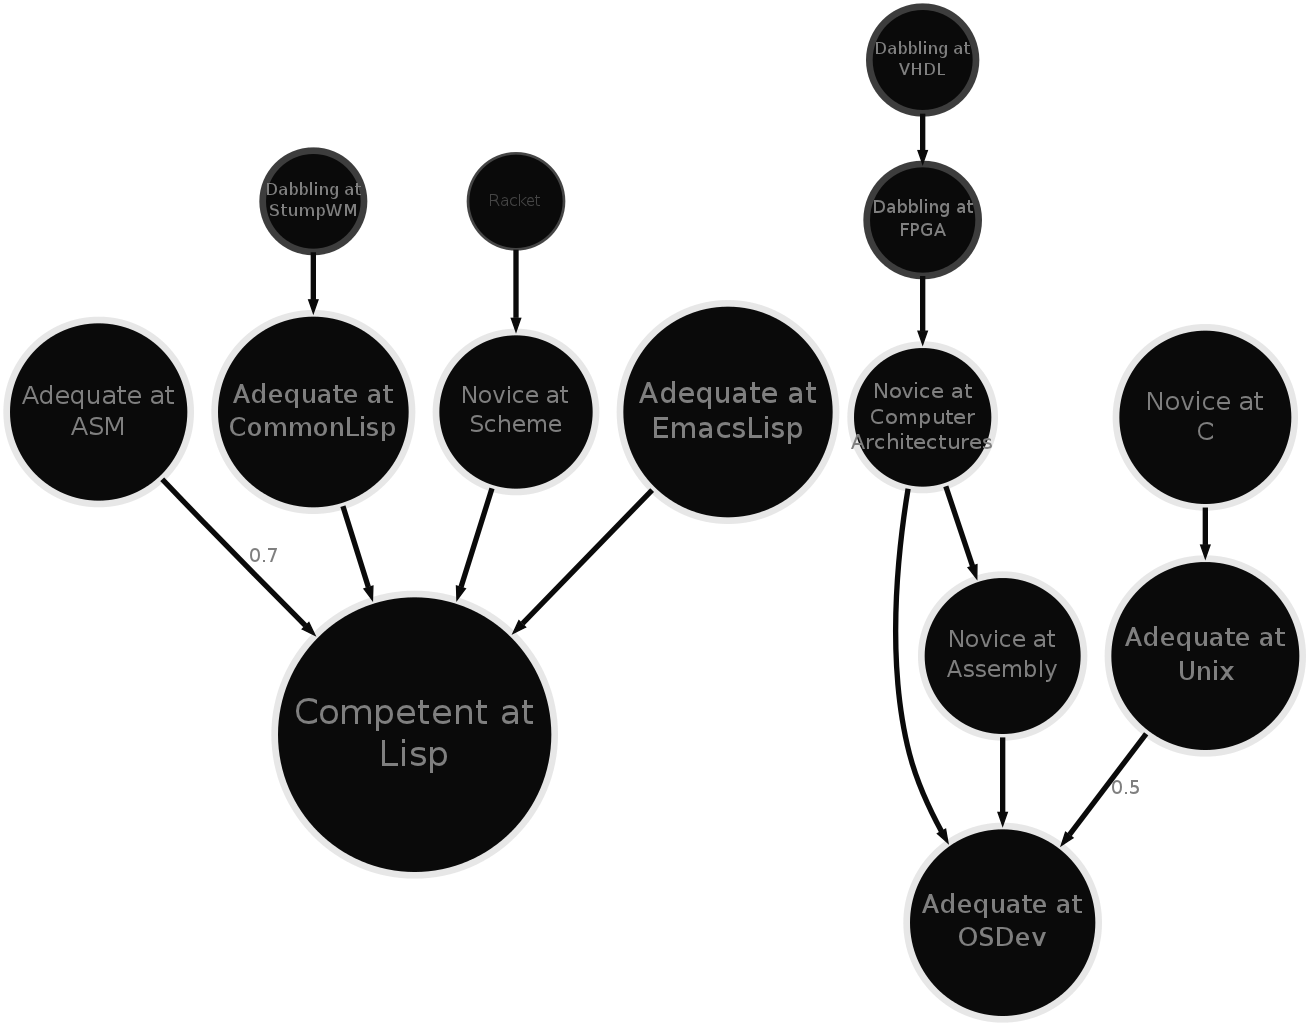 Dabbling at
VHDL
Dabbling at
StumpWM
Racket
Dabbling at
FPGA
Adequate at
ASM
Adequate at
CommonLisp
Novice at
Scheme
Adequate at
EmacsLisp
Novice at
Computer
Architectures
Novice at
C
0.7
Novice at
Assembly
Adequate at
Unix
Competent at
Lisp
0.5
Adequate at
OSDev